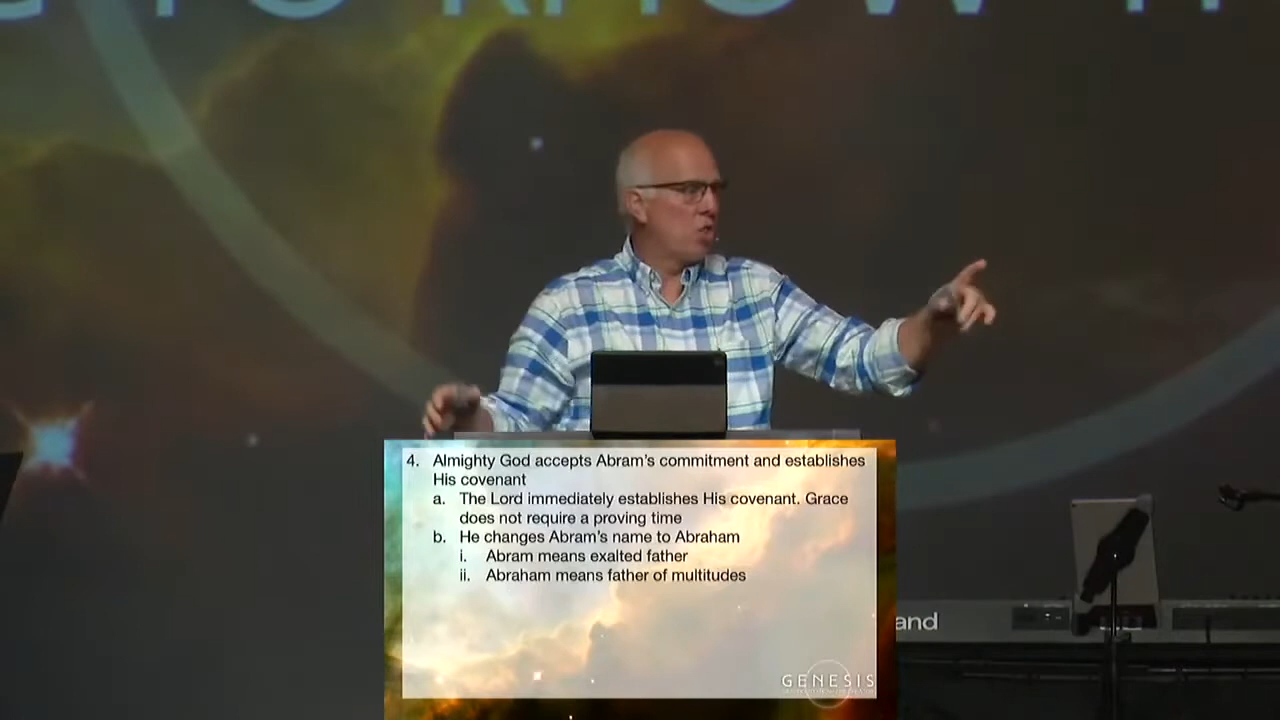 TO KNOW
4. Almighty God accepts Abram's commitment and establishes
His covenant
a. The Lord immediately establishes His covenant. Grace
does not require a proving time
b. He changes Abram's name to Abraham
i. Abram means exalted father
ii. Abraham means father of multitudes
and
GENESIS